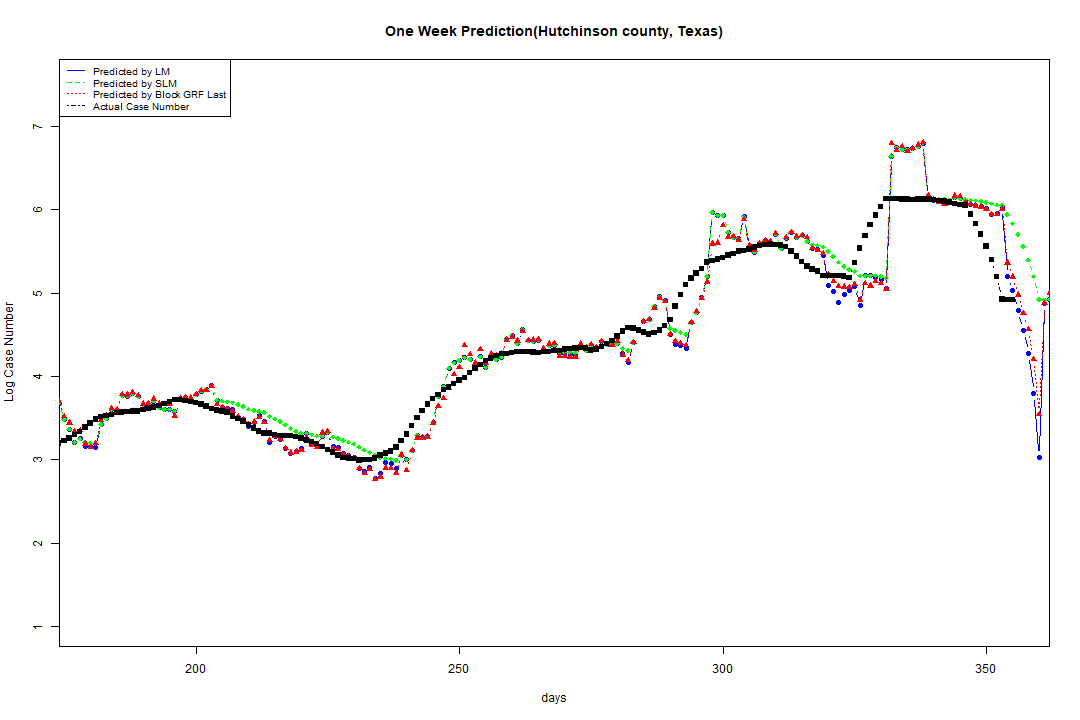 One Week Prediction(Hutchinson county, Texas)
Predicted by LM
Predicted by SLM
Predicted by Block GRF Last
Actual Case Number
7
6
5
4
3
2
1
Log Case Number
200 250 300 350
days